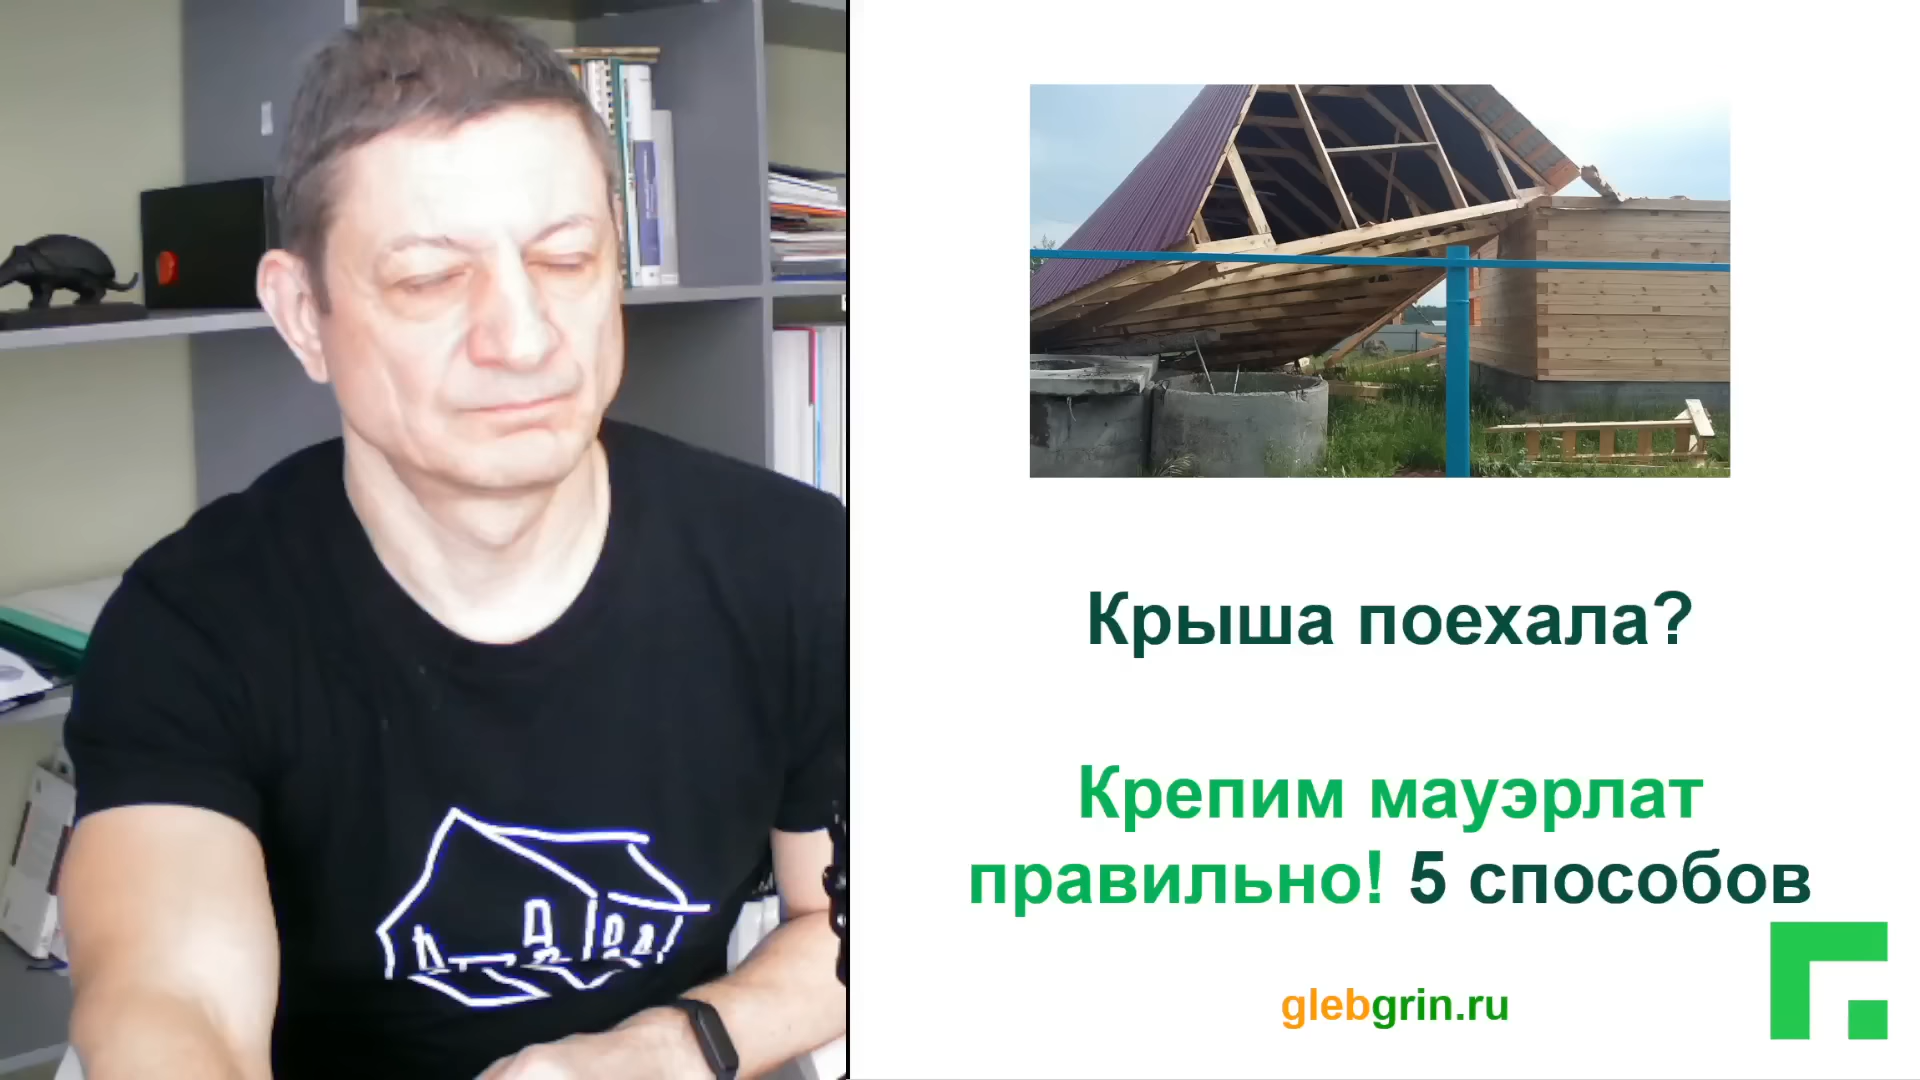 Крыша поехала?
Крепим мауэрлат
правильно! 5 способов
glebgrin.ru